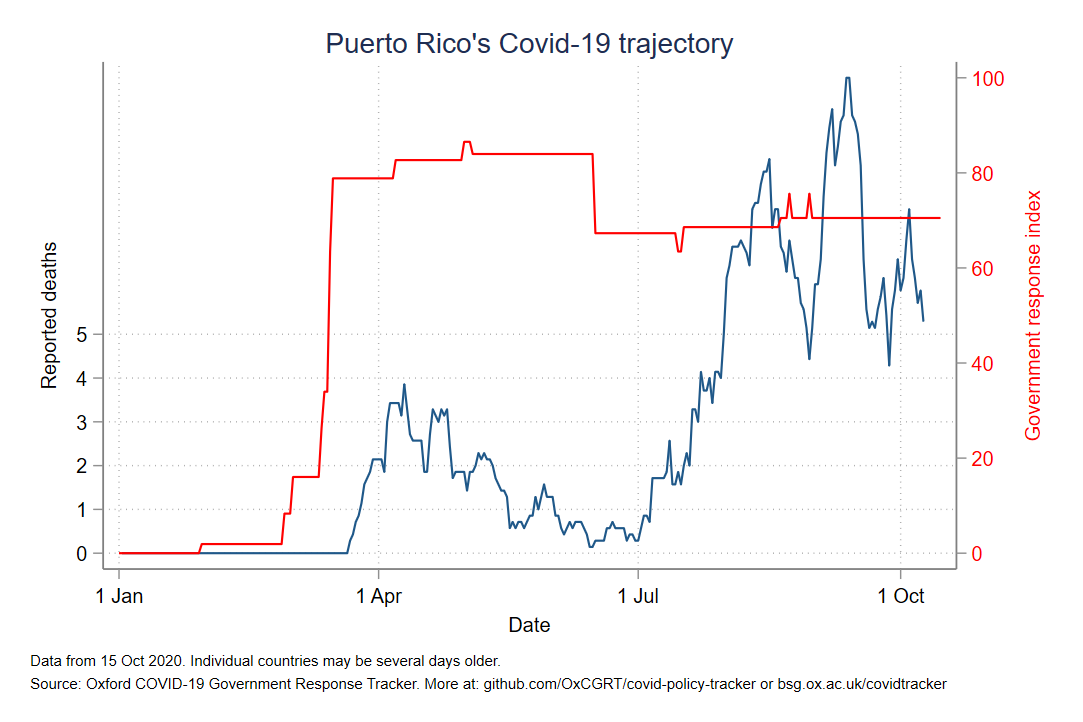 Puerto Rico's Covid-19 trajectory
100
80
60
40
20
0
Government response index
Reported deaths
5
4
3
2
1
0
1 Jan
1 Apr
1 Jul
1 Oct
Date
Data from 15 Oct 2020. Individual countries may be several days older.
Source: Oxford COVID-19 Government Response Tracker. More at: github.com/OxCGRT/covid-policy-tracker or bsg.ox.ac.uk/covidtracker